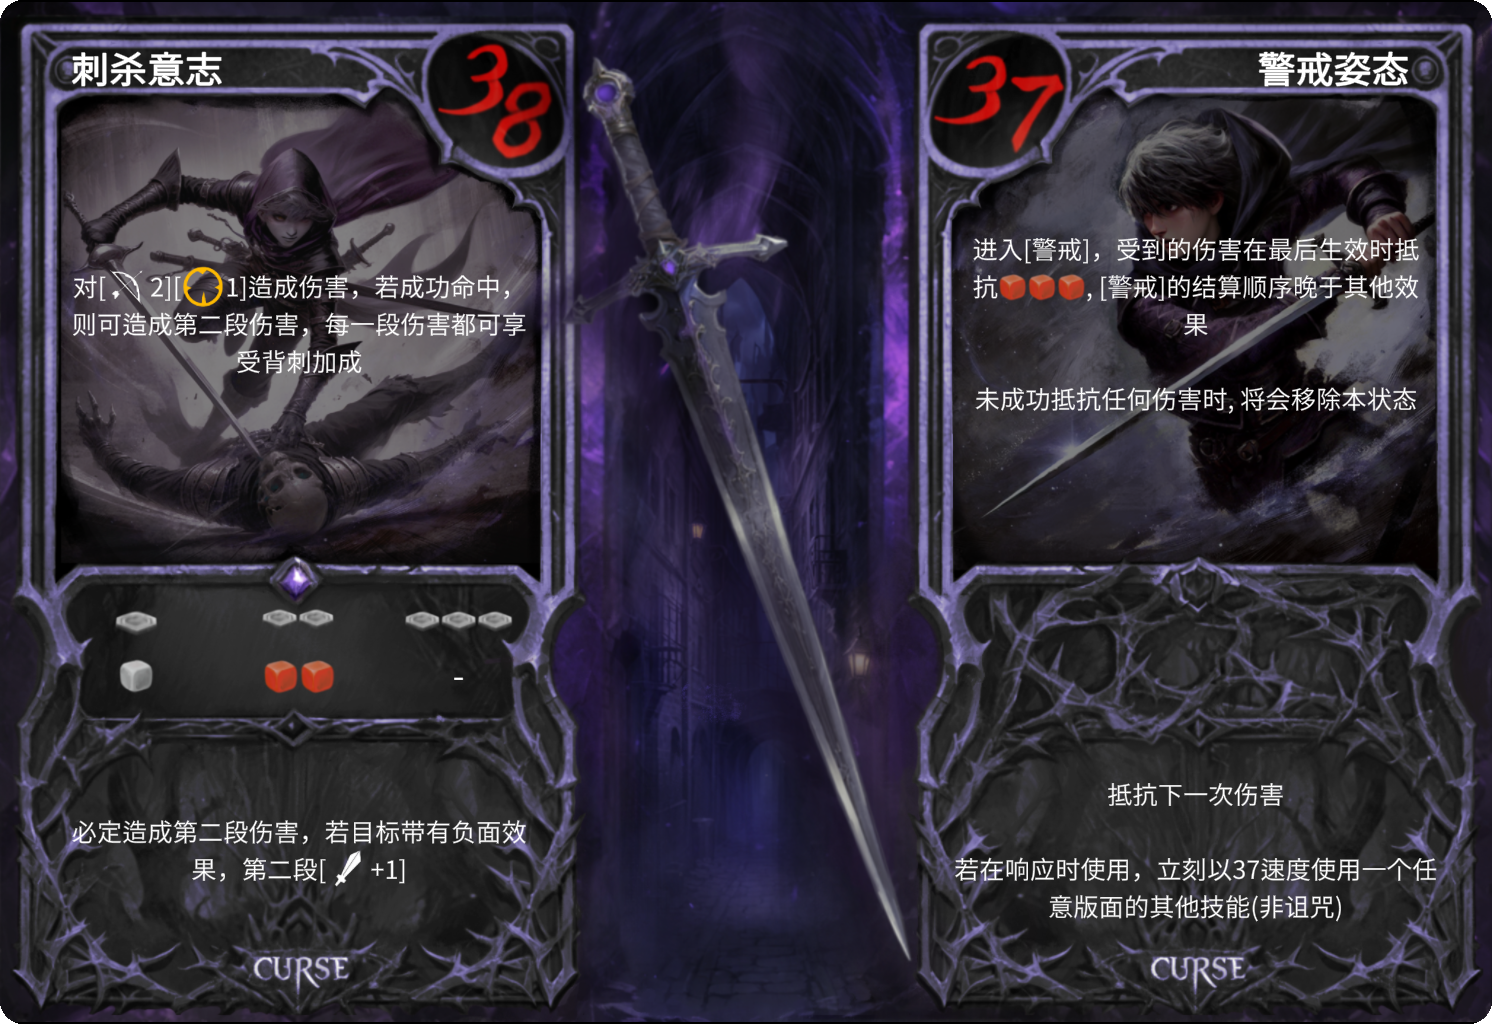 刺杀意志
38
对[ 2][ 1]造成伤害，若成功命中，
则可造成第二段伤害，每一段伤害都可享
受背刺加成
-
必定造成第二段伤害，若目标带有负面效
果，第二段[ +1]
CURSE
37
警戒姿态
进入[警戒]，受到的伤害在最后生效时抵
抗 , [警戒]的结算顺序晚于其他效
果
未成功抵抗任何伤害时, 将会移除本状态
抵抗下一次伤害
若在响应时使用，立刻以37速度使用一个任
意版面的其他技能(非诅咒)
CURSE